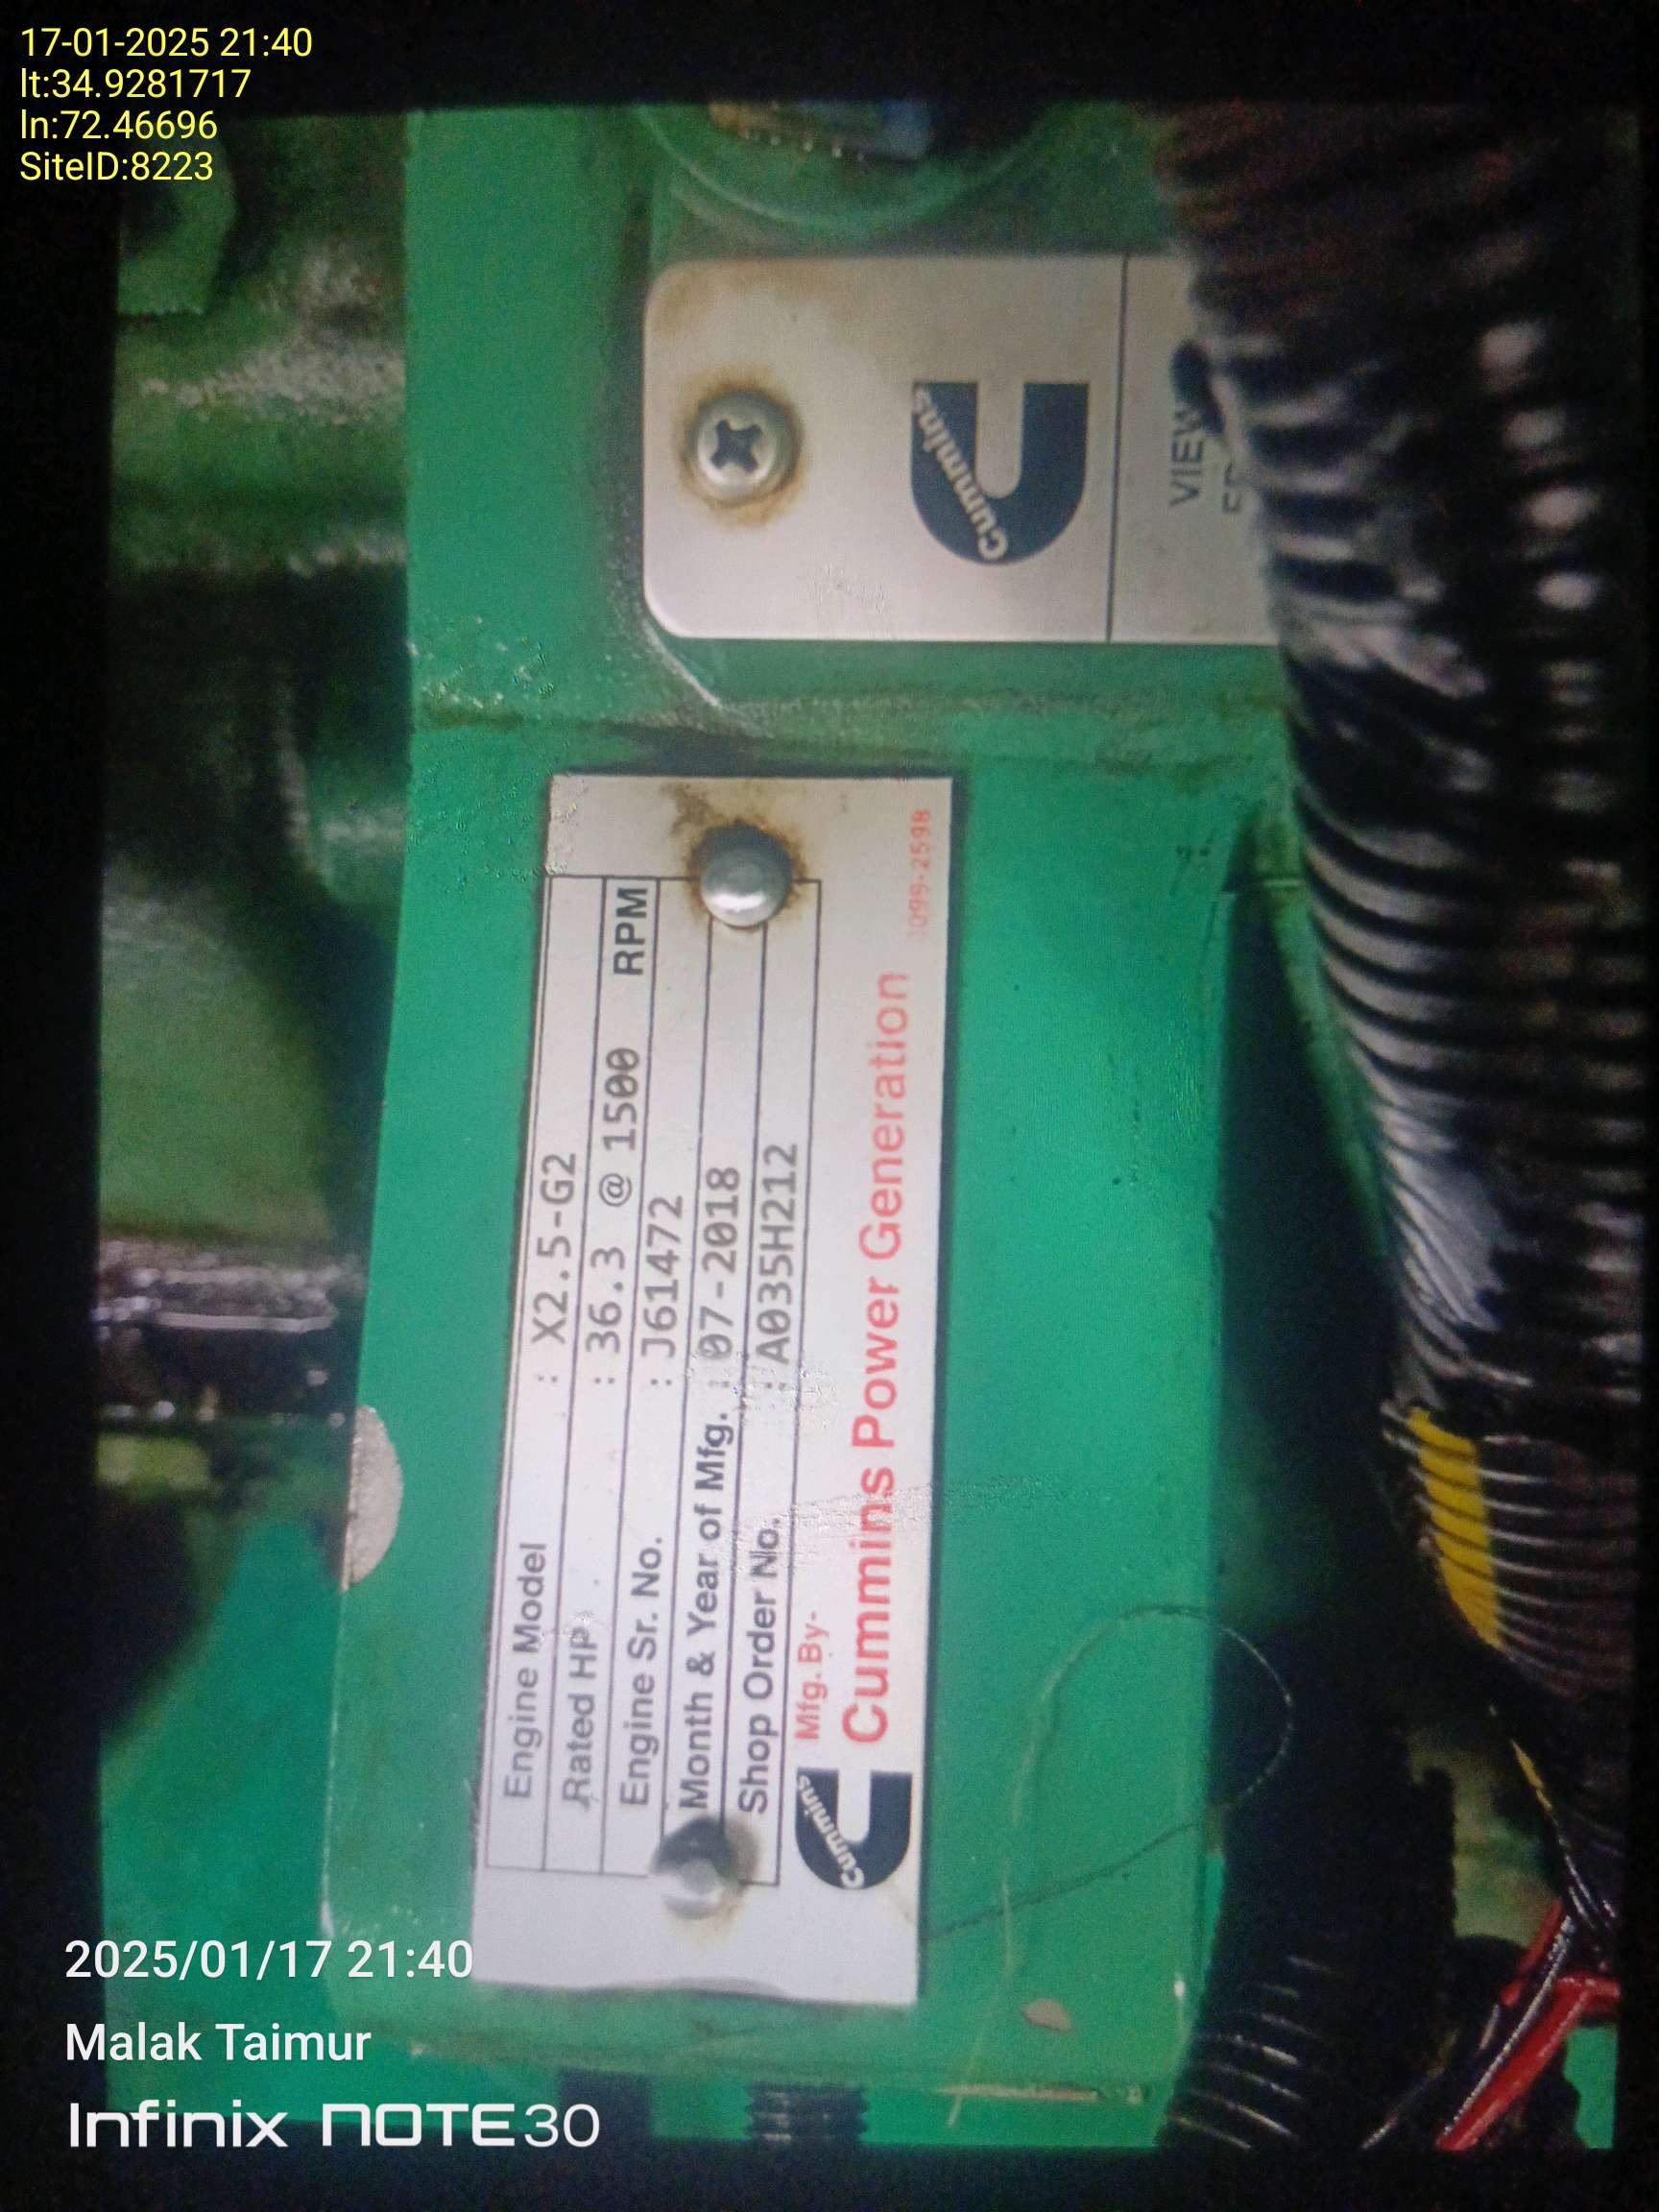 17-01-2025 21:40
lt:34.9281717
ln:72.46696
SiteID:8223
Cummins
VIEW
Engine Model : X2.5-G2
Rated HP : 36.3 @ 1500 RPM
Engine Sr. No. : J61472
Month & Year of Mfg. : 07-2018
Shop Order No. : A035H212
Cummins
Mfg. By-
Cummins Power Generation
2025/01/17 21:40
Malak Taimur
Infinix NOTE 30